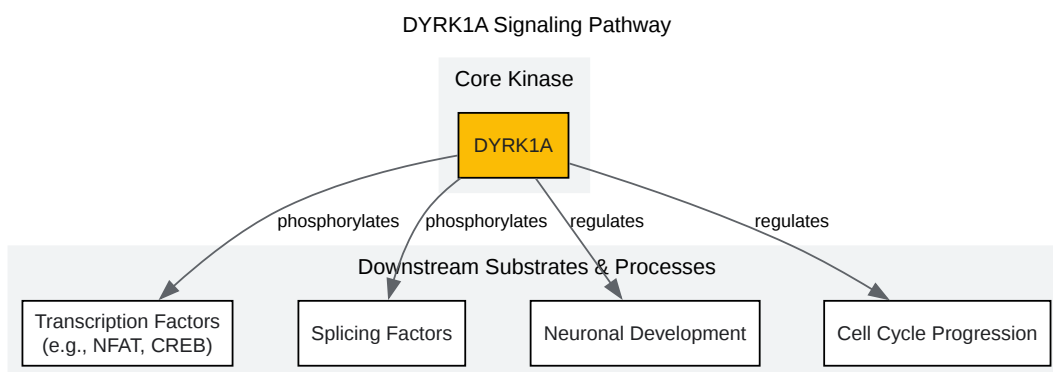 DYRK1A Signaling Pathway
Core Kinase
DYRK1A
phosphorylates
phosphorylates
regulates
regulates
Downstream Substrates & Processes
Transcription Factors
(e.g., NFAT, CREB)
Splicing Factors
Neuronal Development
Cell Cycle Progression